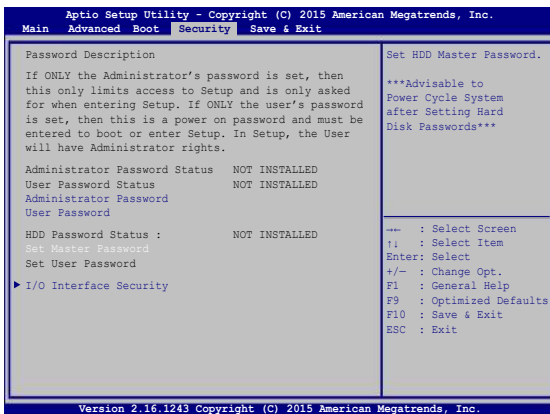 Aptio Setup Utility - Copyright (C) 2015 American Megatrends, Inc.
Main Advanced Boot Security Save & Exit
Password Description
If ONLY the Administrator's password is set, then
this only limits access to Setup and is only asked
for when entering Setup. If ONLY the user's password
is set, then this is a power on password and must be
entered to boot or enter Setup. In Setup, the User
will have Administrator rights.
Administrator Password Status NOT INSTALLED
User Password Status NOT INSTALLED
Administrator Password
User Password
HDD Password Status : NOT INSTALLED
Set Master Password
Set User Password
I/O Interface Security
Set HDD Master Password.
***Advisable to
Power Cycle System
after Setting Hard
Disk Passwords***
→← : Select Screen
↑↓ : Select Item
Enter: Select
+/— : Change Opt.
F1 : General Help
F9 : Optimized Defaults
F10 : Save & Exit
ESC : Exit
Version 2.16.1243 Copyright (C) 2015 American Megatrends, Inc.